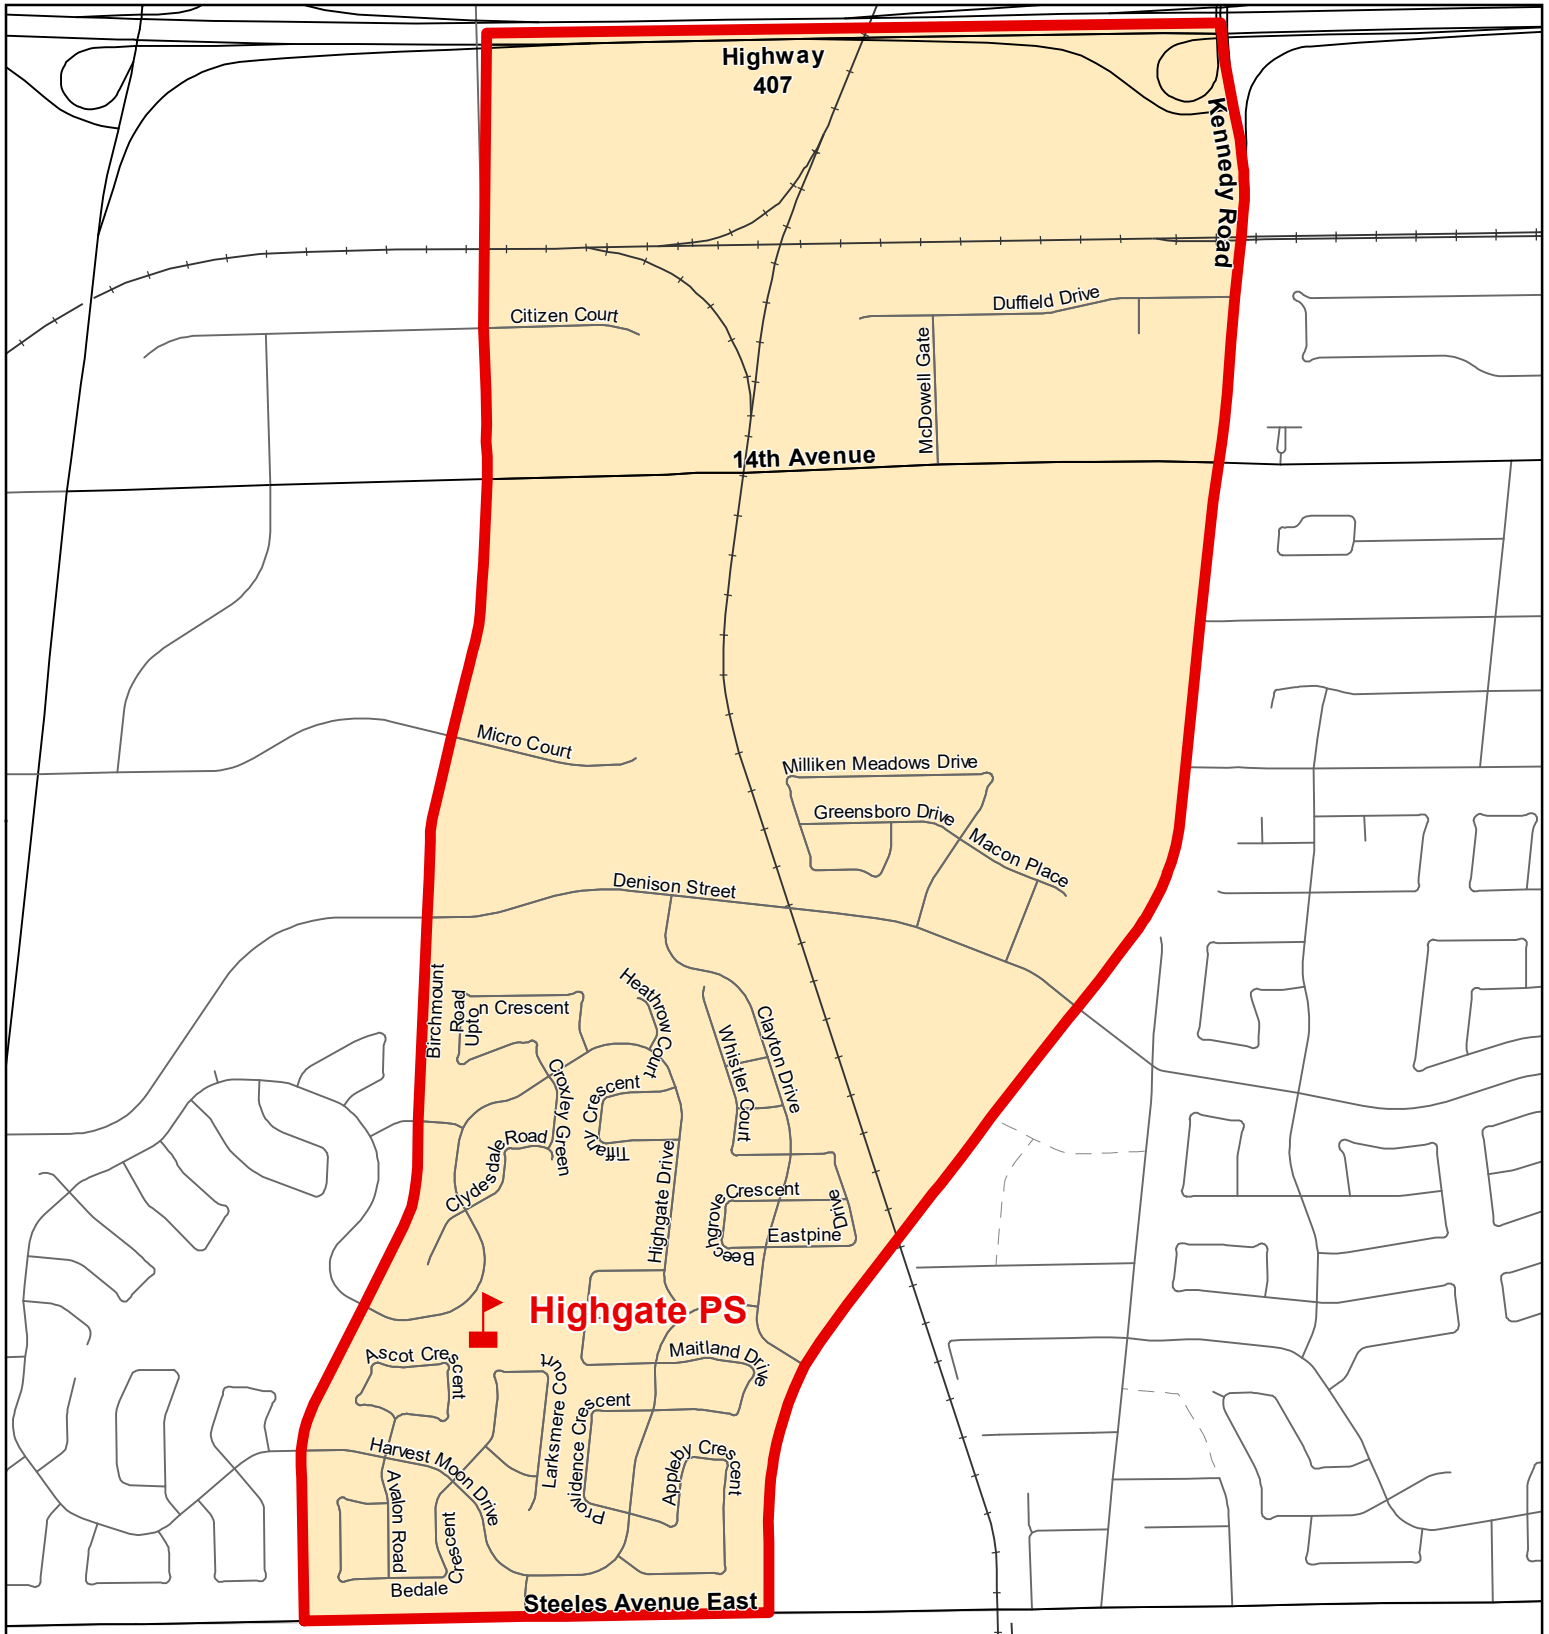 Highway
407
Kennedy Road
Citizen Court
Duffield Drive
McDowell Gate
14th Avenue
Micro Court
Milliken Meadows Drive
Greensboro Drive
Macon Place
Denison Street
Birchmount
Road
Upton Crescent
Heathrow Court
Clayton Drive
Whistler Court
Croxley Green
Tiffany Crescent
Clydesdale Road
Highgate Drive
Beechgrove Crescent
Eastpine Drive
Highgate PS
Ascot Crescent
Maitland Drive
Larksmere Court
Providence Crescent
Harvest Moon Drive
Appleby Crescent
Avalon Road
Bedale Crescent
Steeles Avenue East